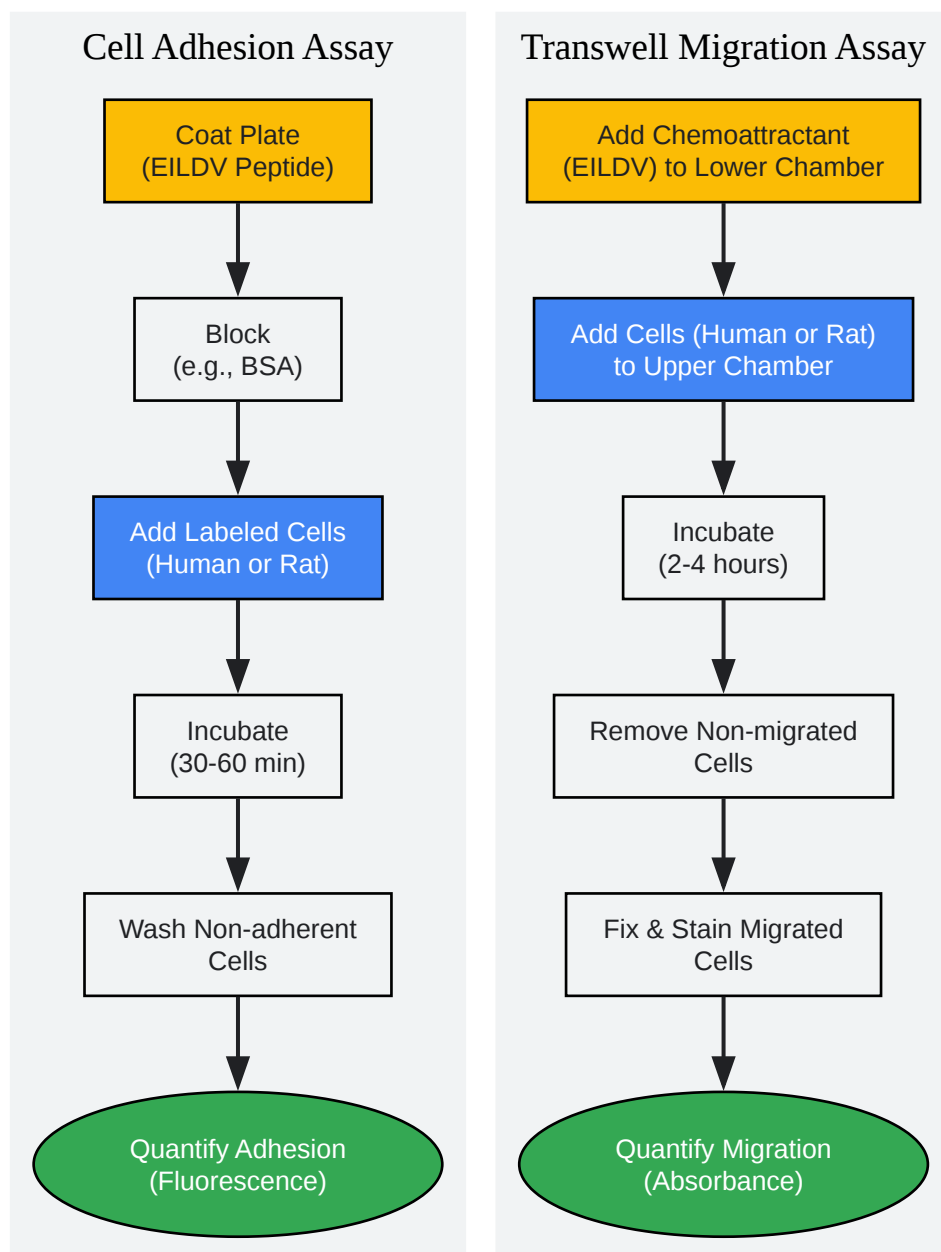 Cell Adhesion Assay
Coat Plate
(EILDV Peptide)
Block
(e.g., BSA)
Add Labeled Cells
(Human or Rat)
Incubate
(30-60 min)
Wash Non-adherent
Cells
Quantify Adhesion
(Fluorescence)
Transwell Migration Assay
Add Chemoattractant
(EILDV) to Lower Chamber
Add Cells (Human or Rat)
to Upper Chamber
Incubate
(2-4 hours)
Remove Non-migrated
Cells
Fix & Stain Migrated
Cells
Quantify Migration
(Absorbance)